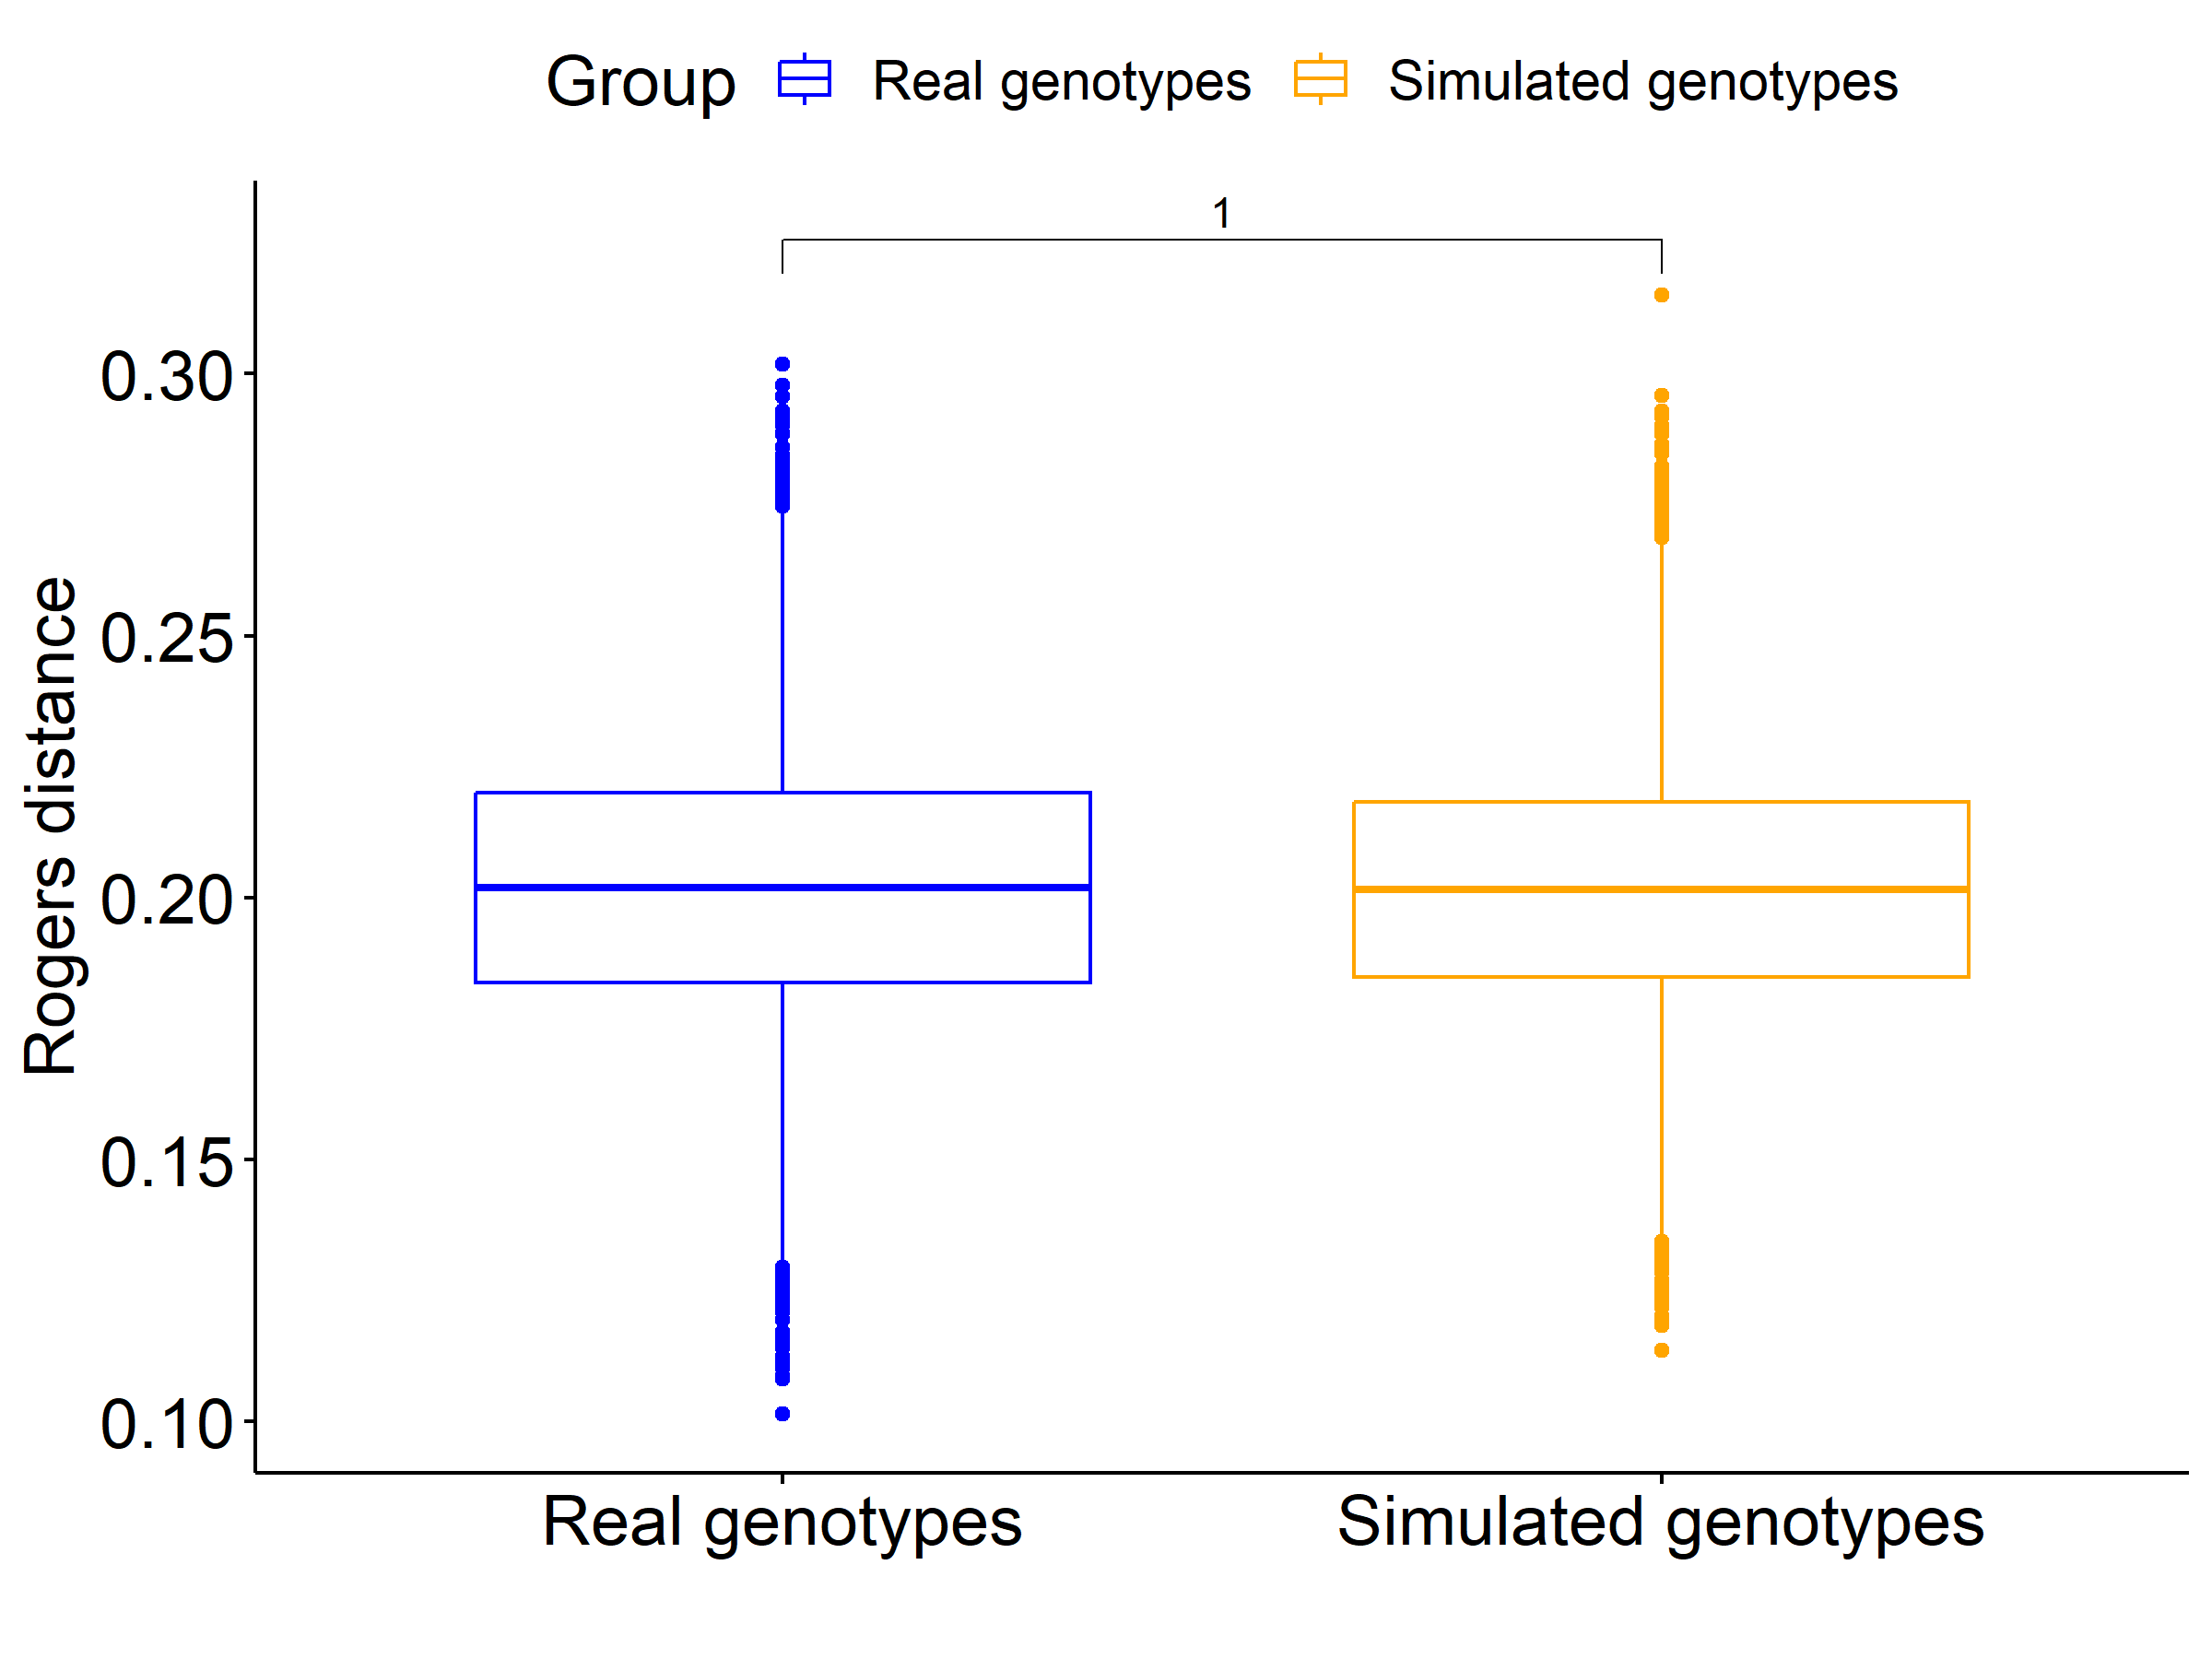 Group Real genotypes Simulated genotypes
1
0.30
0.25
0.20
0.15
0.10
Rogers distance
Real genotypes Simulated genotypes